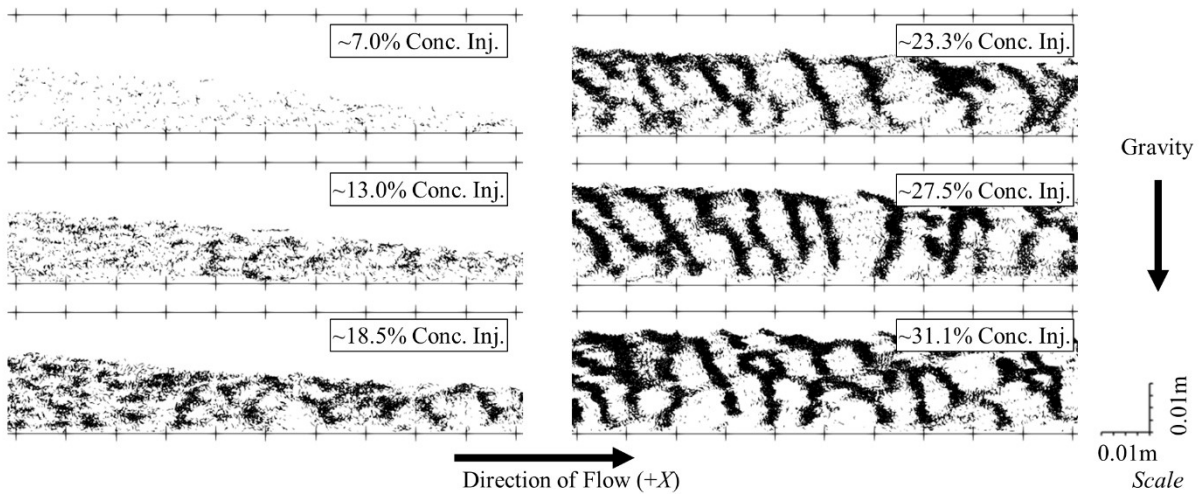 ~7.0% Conc. Inj.
~13.0% Conc. Inj.
~18.5% Conc. Inj.
~23.3% Conc. Inj.
~27.5% Conc. Inj.
~31.1% Conc. Inj.
Gravity
0.01m
0.01m
Scale
Direction of Flow (+X)